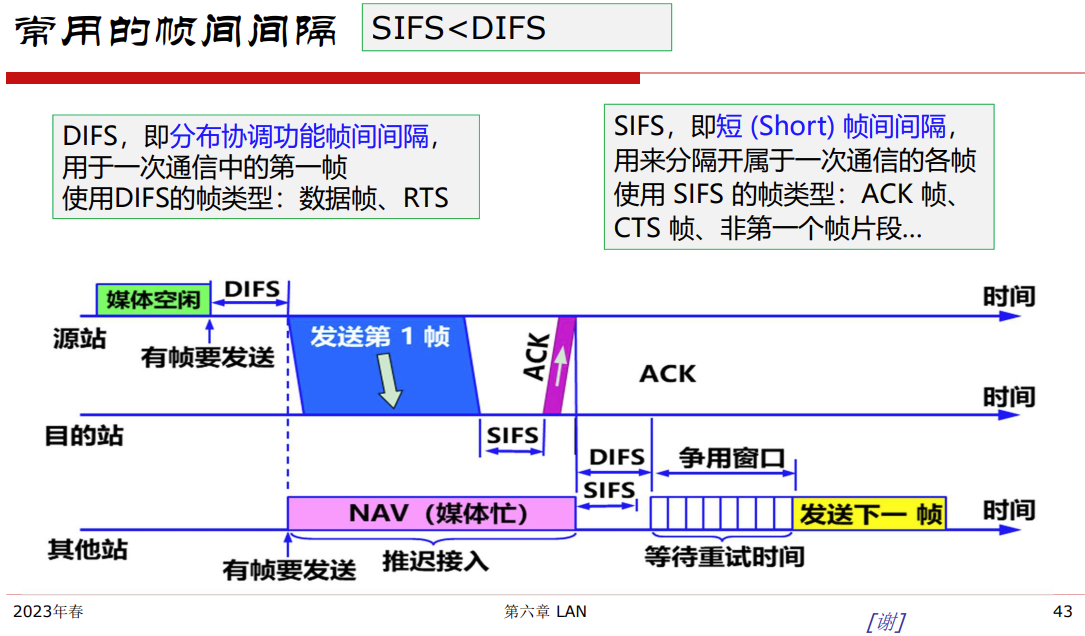 常用的帧间间隔
SIFS<DIFS
DIFS，即分布协调功能帧间间隔，
用于一次通信中的第一帧
使用DIFS的帧类型：数据帧、RTS
SIFS，即短 (Short) 帧间间隔，
用来分隔开属于一次通信的各帧
使用 SIFS 的帧类型：ACK 帧、
CTS 帧、非第一个帧片段…
媒体空闲
DIFS
时间
源站
有帧要发送
发送第 1 帧
ACK
ACK
时间
目的站
SIFS
DIFS
争用窗口
SIFS
NAV（媒体忙）
发送下一 帧
时间
其他站
有帧要发送
推迟接入
等待重试时间
2023年春
第六章 LAN
[谢]
43